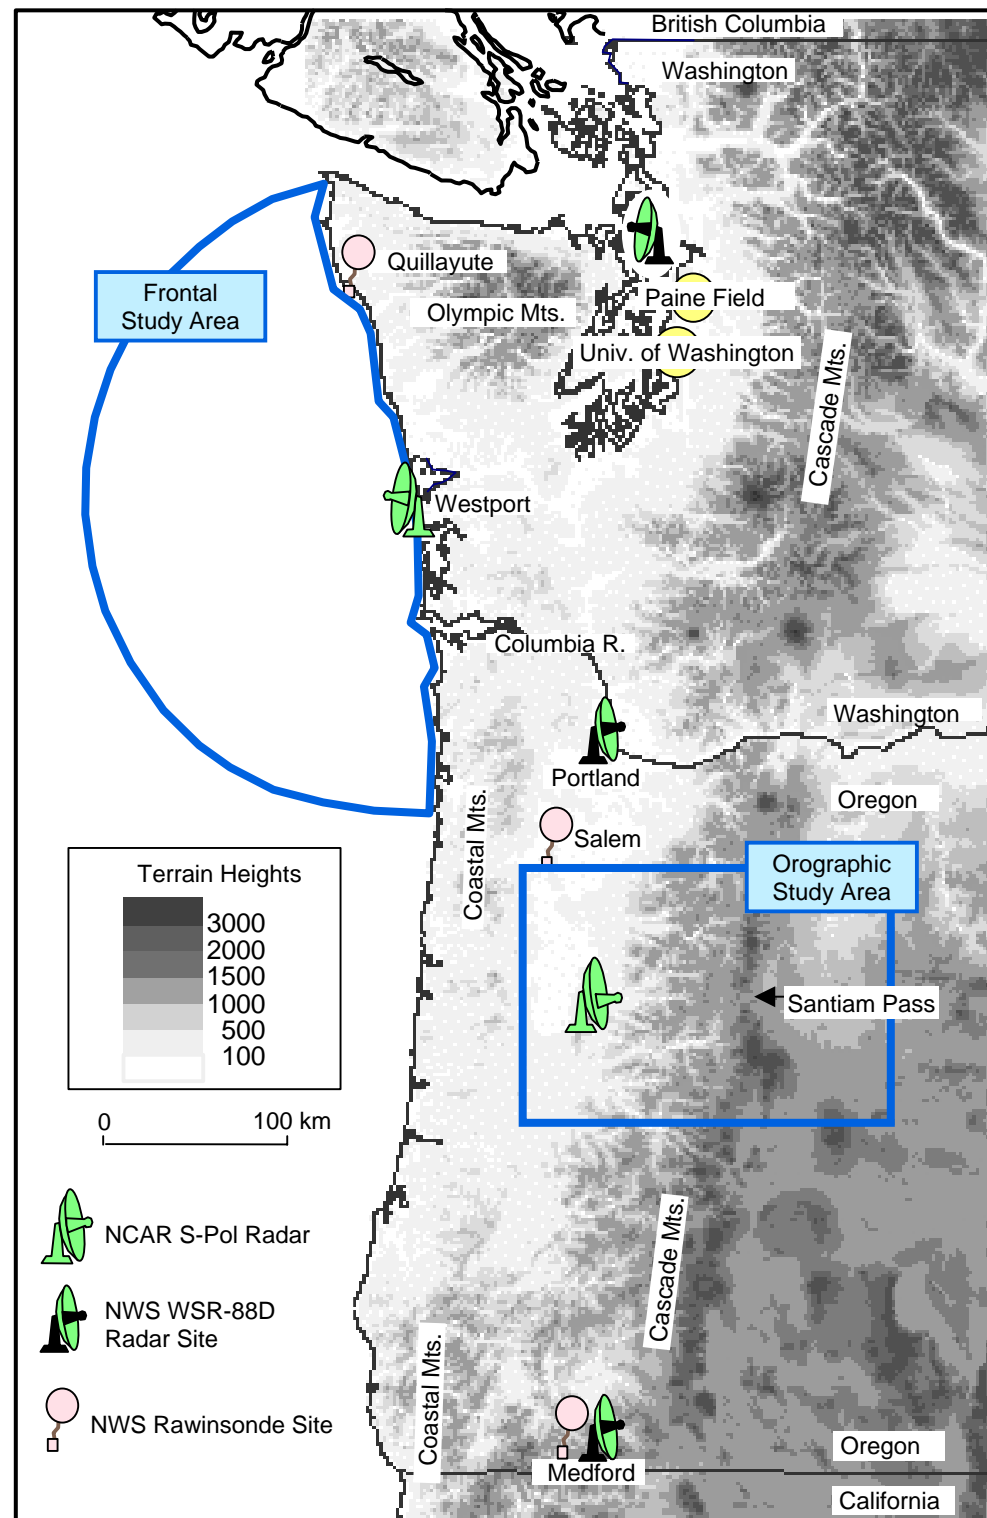 British Columbia
Washington
Quillayute
Frontal
Study Area
Olympic Mts.
Paine Field
Univ. of Washington
Cascade Mts.
Westport
Columbia R.
Washington
Portland
Oregon
Coastal Mts.
Salem
Orographic
Study Area
Terrain Heights
3000
2000
1500
1000
500
100
Santiam Pass
0
100 km
NCAR S-Pol Radar
Cascade Mts.
NWS WSR-88D
Radar Site
Coastal Mts.
NWS Rawinsonde Site
Medford
Oregon
California